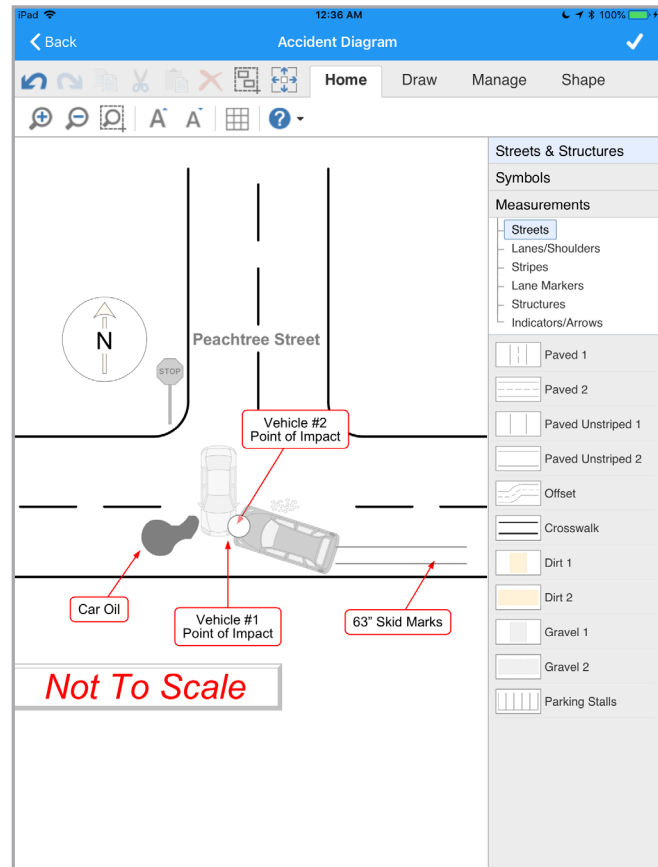 iPad 12:36 AM 100%
Back Accident Diagram
Home Draw Manage Shape
A A ?
Streets & Structures
Symbols
Measurements
Streets
Lanes/Shoulders
Stripes
Lane Markers
Structures
Indicators/Arrows
Paved 1
Paved 2
Paved Unstriped 1
Paved Unstriped 2
Offset
Crosswalk
Dirt 1
Dirt 2
Gravel 1
Gravel 2
Parking Stalls
N
Peachtree Street
STOP
Vehicle #2
Point of Impact
Car Oil
Vehicle #1
Point of Impact
63” Skid Marks
Not To Scale